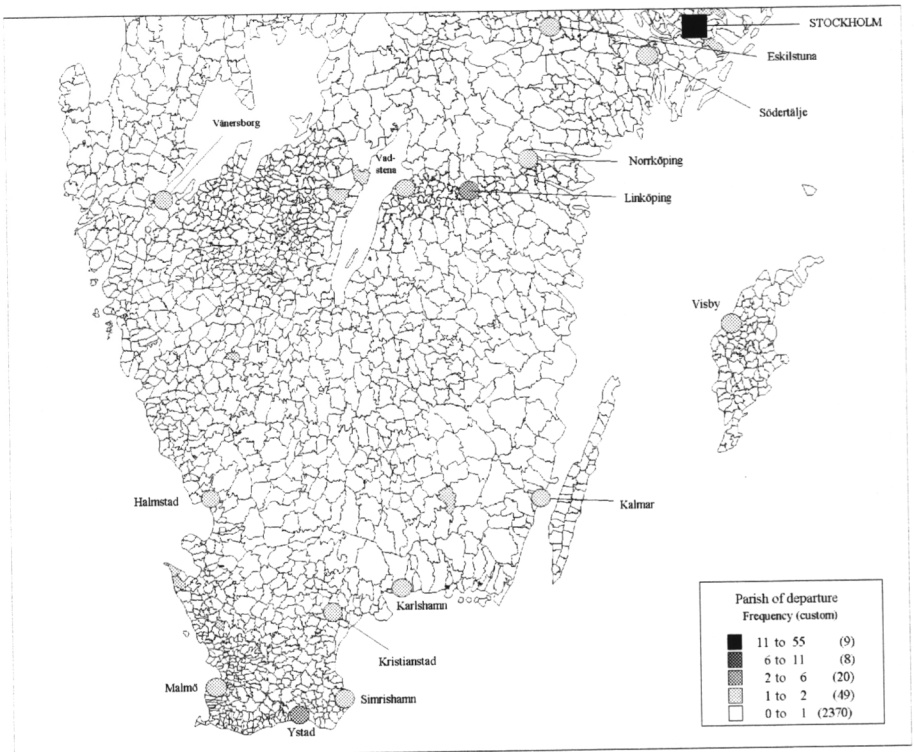 STOCKHOLM
Eskilstuna
Södertälje
Vänersborg
Vad-
stena
Norrköping
Linköping
Visby
Halmstad
Kalmar
Karlshamn
Kristianstad
Malmö
Simrishamn
Ystad
Parish of departure
Frequency (custom)
11 to 55 (9)
6 to 11 (8)
2 to 6 (20)
1 to 2 (49)
0 to 1 (2370)